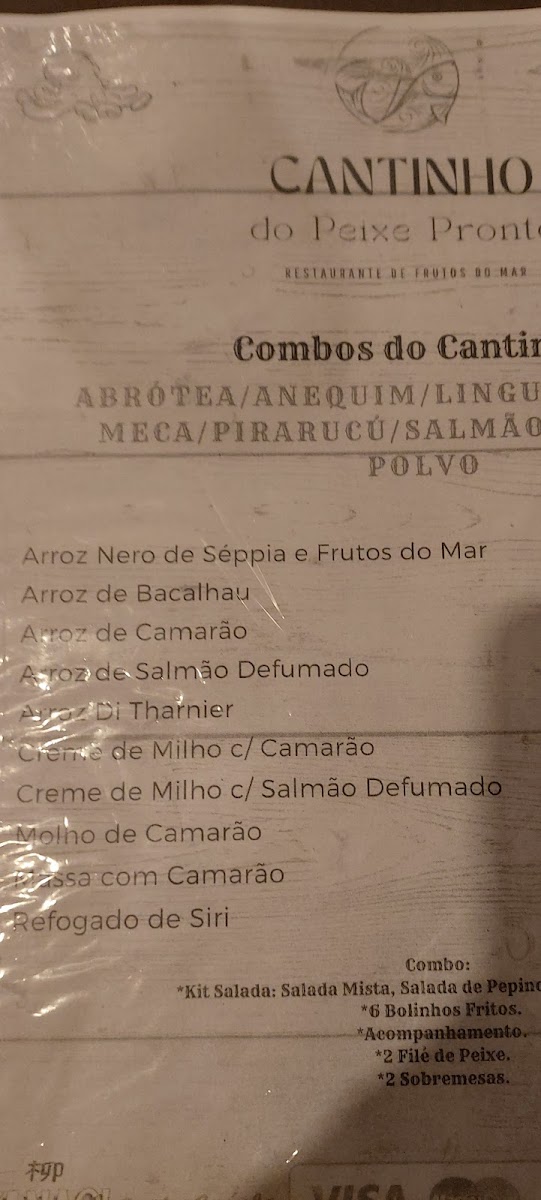 CANTINHO
do Peixe Pront
RESTAURANTE DE FRUTOS DO MAR
Combos do Cantin
ABRÓTEA/ANEQUIM/LINGU
MECA/PIRARUCÚ/SALMÃO
POLVO
Arroz Nero de Séppia e Frutos do Mar
Arroz de Bacalhau
Arroz de Camarão
Arroz de Salmão Defumado
Arroz Di Tharnier
Creme de Milho c/ Camarão
Creme de Milho c/ Salmão Defumado
Molho de Camarão
Massa com Camarão
Refogado de Siri
Combo:
*Kit Salada: Salada Mista, Salada de Pepino
*6 Bolinhos Fritos.
*Acompanhamento.
*2 Filé de Peixe.
*2 Sobremesas.
VISA